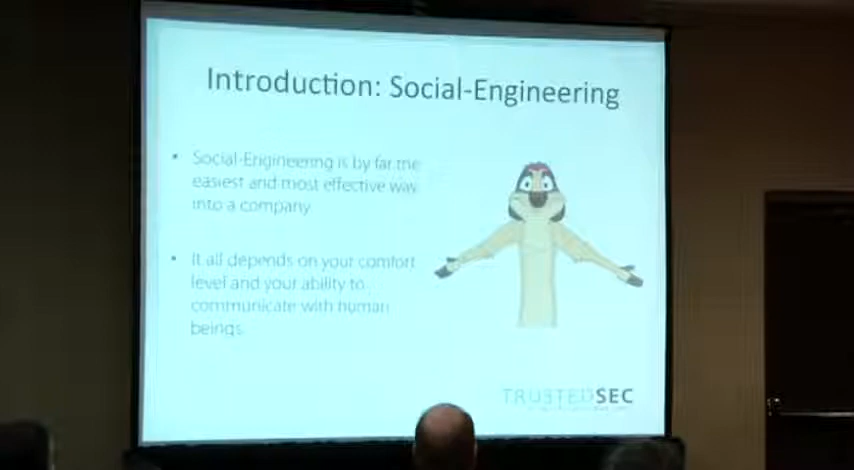 Introduction: Social-Engineering
• Social-Engineering is by far the
easiest and most effective way
into a company
• It all depends on your comfort
level and your ability to
communicate with human
beings.
TRUSTEDSEC